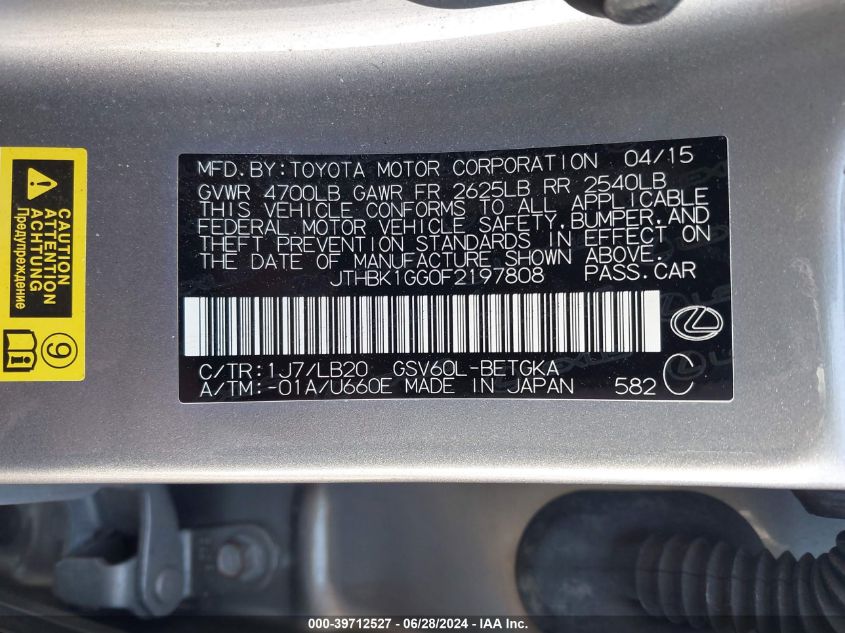 MFD.BY:TOYOTA MOTOR CORPORATION 04/15
GVWR 4700LB GAWR FR 2625LB RR 2540LB
THIS VEHICLE CONFORMS TO ALL APPLICABLE
FEDERAL MOTOR VEHICLE SAFETY,BUMPER,AND
THEFT PREVENTION STANDARDS IN EFFECT ON
THE DATE OF MANUFACTURE SHOWN ABOVE.
JTHBK1GG0F2197808 PASS.CAR
C/TR:1J7/LB20 GSV60L-BETGKA
A/TM:-01A/U660E MADE IN JAPAN 582 C
CAUTION
ATTENTION
ACHTUNG
Предупреждение
9
000-39712527 - 06/28/2024 - IAA Inc.